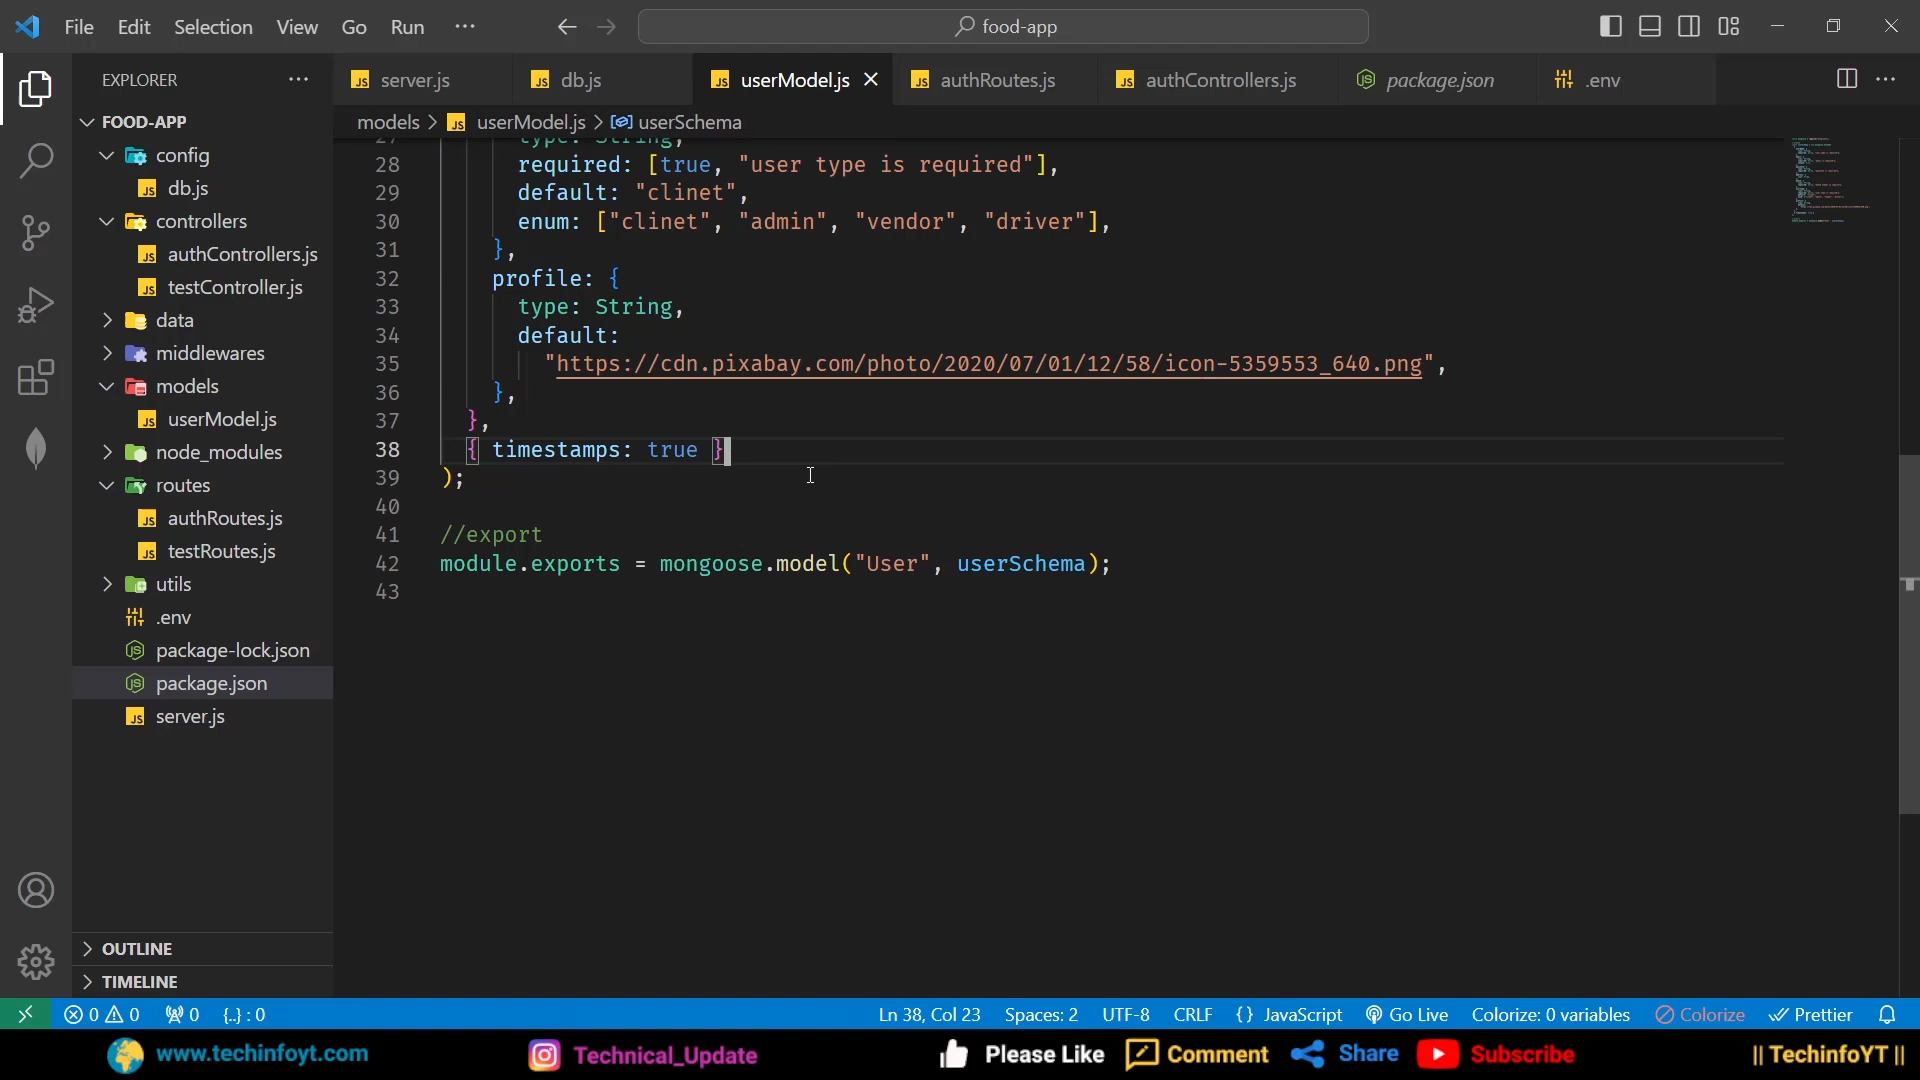 File Edit Selection View Go Run ··· food-app
EXPLORER ···
server.js db.js userModel.js authRoutes.js authControllers.js package.json .env
models > userModel.js > userSchema
FOOD-APP
config
db.js
controllers
authControllers.js
testController.js
data
middlewares
models
userModel.js
node_modules
routes
authRoutes.js
testRoutes.js
utils
.env
package-lock.json
package.json
server.js
OUTLINE
TIMELINE
27 type: String,
28 required: [true, "user type is required"],
29 default: "clinet",
30 enum: ["clinet", "admin", "vendor", "driver"],
31 },
32 profile: {
33 type: String,
34 default:
35 "https://cdn.pixabay.com/photo/2020/07/01/12/58/icon-5359553_640.png",
36 },
37 },
38 { timestamps: true }
39 );
40
41 //export
42 module.exports = mongoose.model("User", userSchema);
43
0 0 0 {..} : 0 Ln 38, Col 23 Spaces: 2 UTF-8 CRLF {} JavaScript Go Live Colorize: 0 variables Colorize Prettier
www.techinfoyt.com Technical_Update Please Like Comment Share Subscribe || TechinfoYT ||